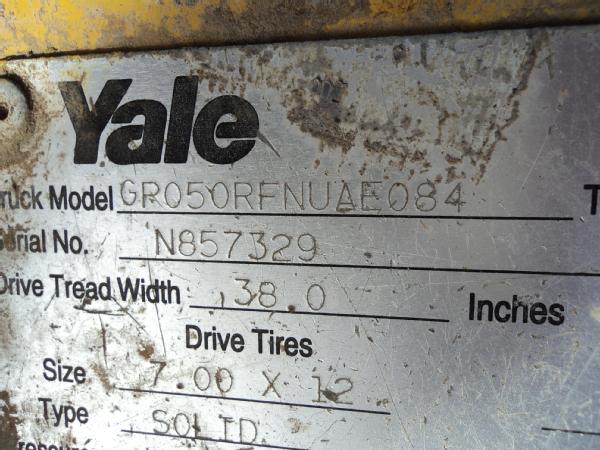 Yale
ruck Model GR050RFNUAE084 T
erial No. N857329
Drive Tread Width 38.0 Inches
Drive Tires
Size 7.00 X 12
Type SOLID